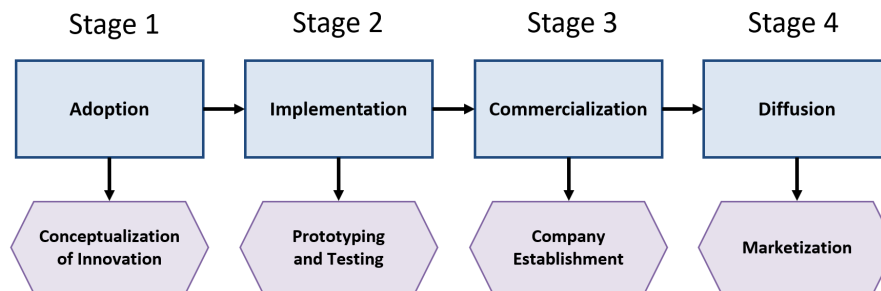 Stage 1
Stage 2
Stage 3
Stage 4
Adoption
Implementation
Commercialization
Diffusion
Conceptualization
of Innovation
Prototyping
and Testing
Company
Establishment
Marketization